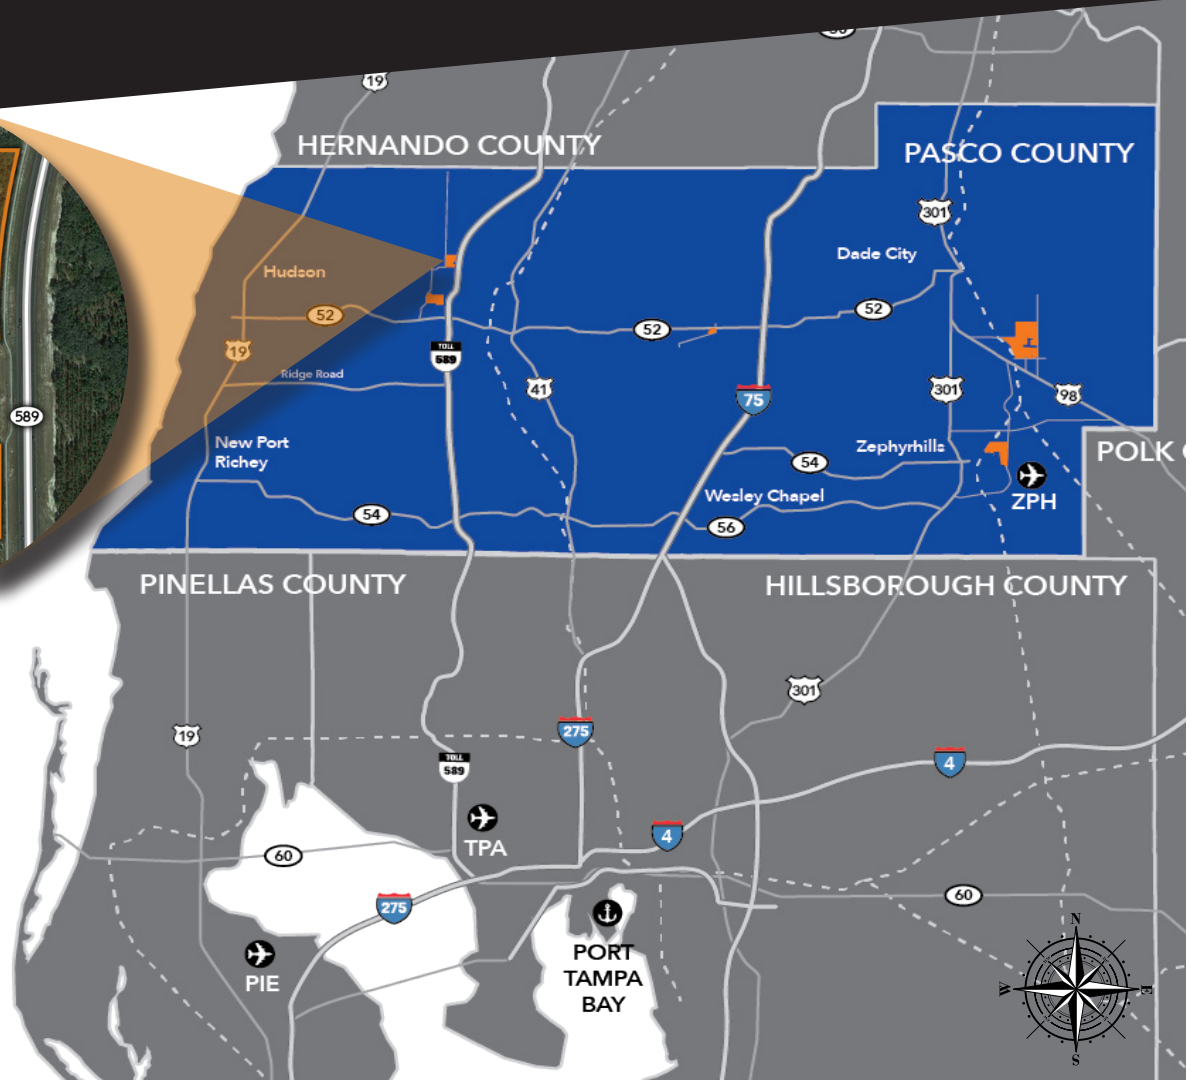 19
HERNANDO COUNTY
PASCO COUNTY
301
Dade City
Hudson
52
52
52
19
TOLL
589
Ridge Road
41
75
301
98
589
New Port
Richey
Zephyrhills
POLK
54
ZPH
Wesley Chapel
54
56
PINELLAS COUNTY
HILLSBOROUGH COUNTY
301
19
275
TOLL
589
4
TPA
4
60
60
275
PORT
TAMPA
BAY
PIE
N
W
E
S